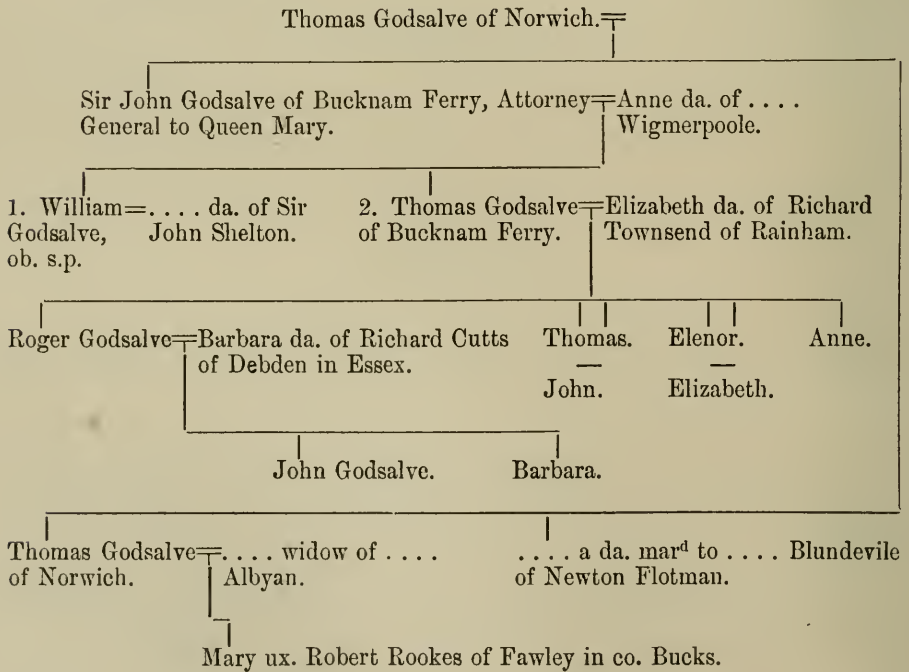 Thomas Godsalve of Norwich.
Sir John Godsalve of Bucknam Ferry, Attorney=Anne da. of . . . .
General to Queen Mary. Wigmerpoole.
1. William=. . . . da. of Sir 2. Thomas Godsalve=Elizabeth da. of Richard
Godsalve, John Shelton. of Bucknam Ferry. Townsend of Rainham.
ob. s.p.
Roger Godsalve=Barbara da. of Richard Cutts Thomas. Elenor. Anne.
of Debden in Essex.
John. Elizabeth.
John Godsalve. Barbara.
Thomas Godsalve=. . . . widow of . . . . . . . . a da. marᵈ to . . . . Blundevile
of Norwich. Albyan. of Newton Flotman.
Mary ux. Robert Rookes of Fawley in co. Bucks.